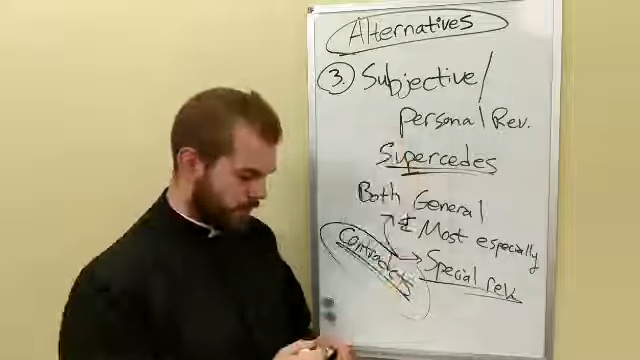 Alternatives
3. Subjective/
Personal Rev.
Supercedes
Both General
& Most especially
Contradicts
Special rev.